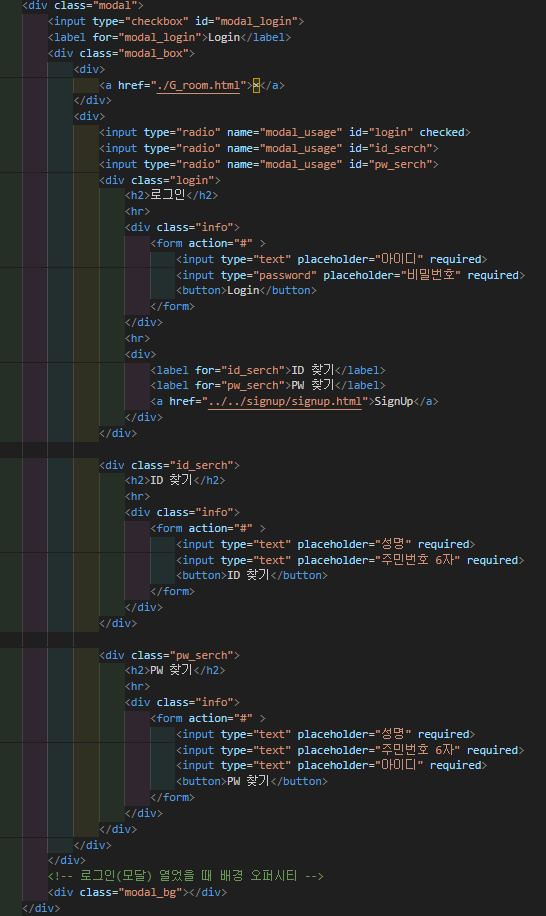 <div class="modal">
<input type="checkbox" id="modal_login">
<label for="modal_login">Login</label>
<div class="modal_box">
<div>
<a href="./G_room.html">×</a>
</div>
<div>
<input type="radio" name="modal_usage" id="login" checked>
<input type="radio" name="modal_usage" id="id_serch">
<input type="radio" name="modal_usage" id="pw_serch">
<div class="login">
<h2>로그인</h2>
<hr>
<div class="info">
<form action="#" >
<input type="text" placeholder="아이디" required>
<input type="password" placeholder="비밀번호" required>
<button>Login</button>
</form>
</div>
<hr>
<div>
<label for="id_serch">ID 찾기</label>
<label for="pw_serch">PW 찾기</label>
<a href="../../signup/signup.html">SignUp</a>
</div>
</div>
<div class="id_serch">
<h2>ID 찾기</h2>
<hr>
<div class="info">
<form action="#" >
<input type="text" placeholder="성명" required>
<input type="text" placeholder="주민번호 6자" required>
<button>ID 찾기</button>
</form>
</div>
</div>
<div class="pw_serch">
<h2>PW 찾기</h2>
<hr>
<div class="info">
<form action="#" >
<input type="text" placeholder="성명" required>
<input type="text" placeholder="주민번호 6자" required>
<input type="text" placeholder="아이디" required>
<button>PW 찾기</button>
</form>
</div>
</div>
</div>
</div>
<!-- 로그인(모달) 열었을 때 배경 오퍼시티 -->
<div class="modal_bg"></div>
</div>